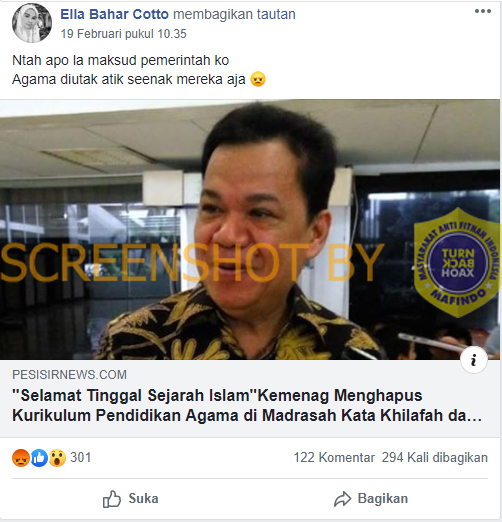 Ella Bahar Cotto membagikan tautan
19 Februari pukul 10.35
Ntah apo la maksud pemerintah ko
Agama diutak atik seenak mereka aja
SCREENSHOT BY
MASYARAKAT ANTI FITNAH INDONESIA
TURN
BACK
HOAX
MAFINDO
PESISIRNEWS.COM
"Selamat Tinggal Sejarah Islam"Kemenag Menghapus
Kurikulum Pendidikan Agama di Madrasah Kata Khilafah da...
301
122 Komentar 294 Kali dibagikan
Suka
Bagikan